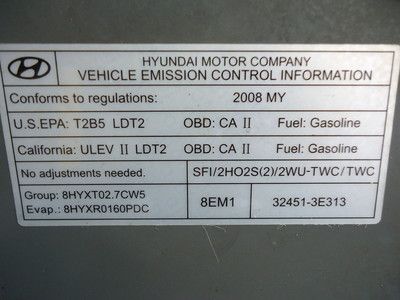 HYUNDAI MOTOR COMPANY
VEHICLE EMISSION CONTROL INFORMATION
Conforms to regulations: 2008 MY
U.S.EPA: T2B5 LDT2 OBD: CA II Fuel: Gasoline
California: ULEV II LDT2 OBD: CA II Fuel: Gasoline
No adjustments needed. SFI/2HO2S(2)/2WU-TWC/TWC
Group: 8HYXT02.7CW5
Evap.: 8HYXR0160PDC
8EM1 32451-3E313